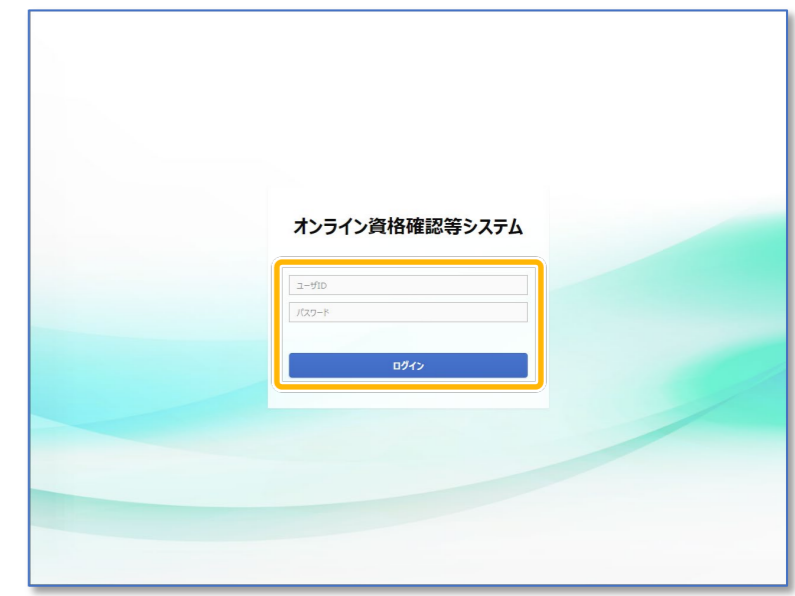 オンライン資格確認等システム
ユーザID
パスワード
ログイン